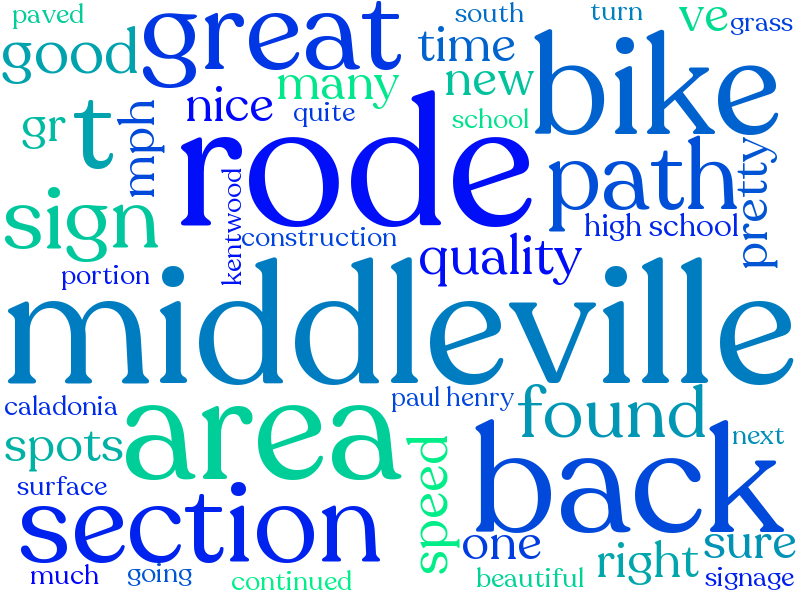 paved
great
south
turn
ve
grass
good
time
bike
many
new
nice
quite
school
gr
t
mph
rode
path
pretty
sign
kentwood
high school
construction
quality
portion
middleville
caladonia
area
paul henry
found
spots
speed
back
next
surface
section
one
right
sure
much
going
continued
beautiful
signage